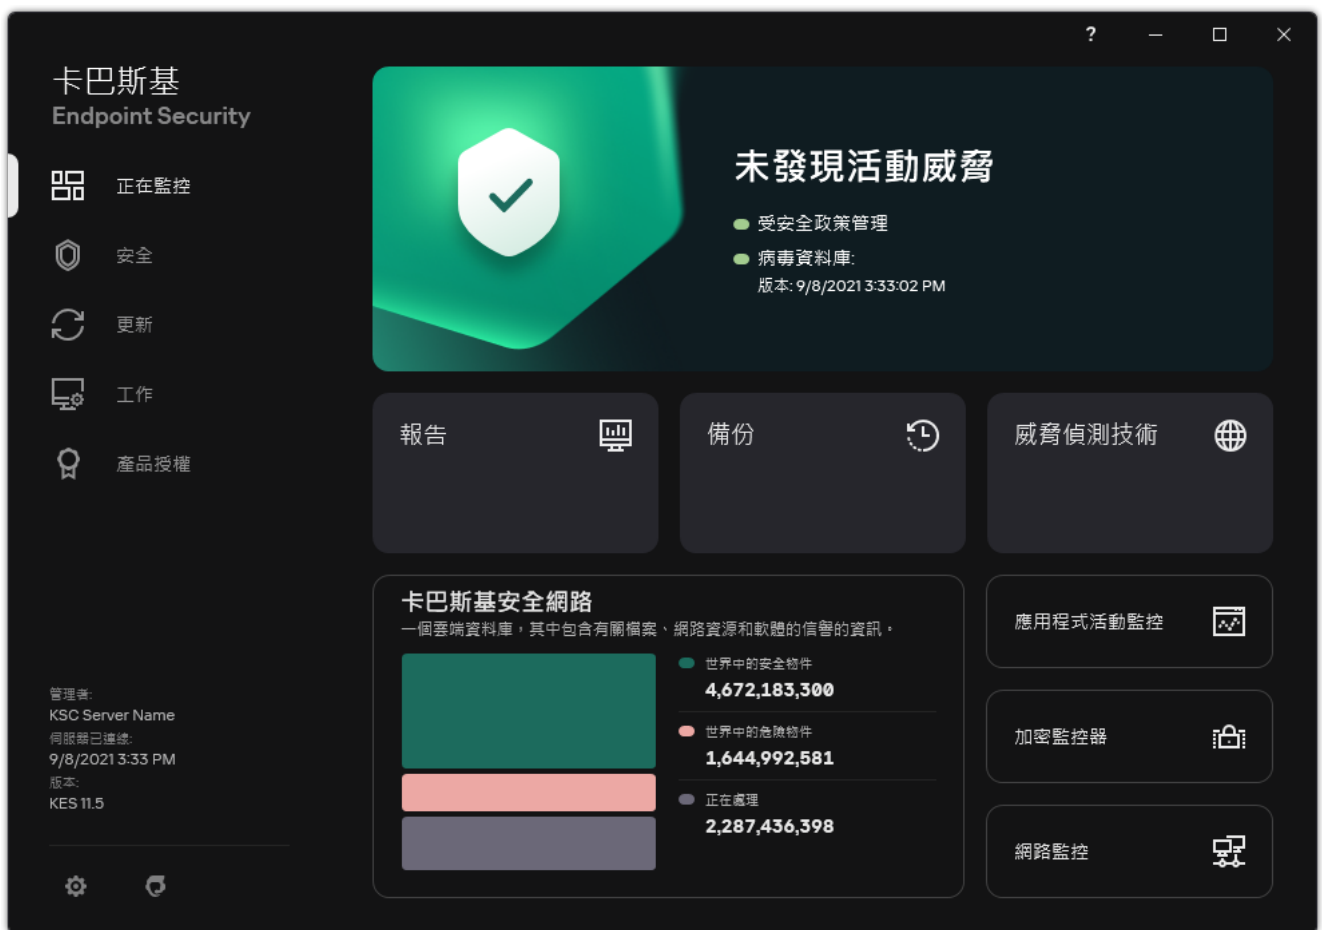 ?
卡巴斯基
Endpoint Security
正在監控
安全
更新
工作
產品授權
管理者:
KSC Server Name
伺服器已連線:
9/8/2021 3:33 PM
版本:
KES 11.5
未發現活動威脅
受安全政策管理
病毒資料庫:
版本: 9/8/2021 3:33:02 PM
報告
備份
威脅偵測技術
卡巴斯基安全網路
一個雲端資料庫，其中包含有關檔案、網路資源和軟體的信譽的資訊。
世界中的安全物件
4,672,183,300
世界中的危險物件
1,644,992,581
正在處理
2,287,436,398
應用程式活動監控
加密監控器
網路監控